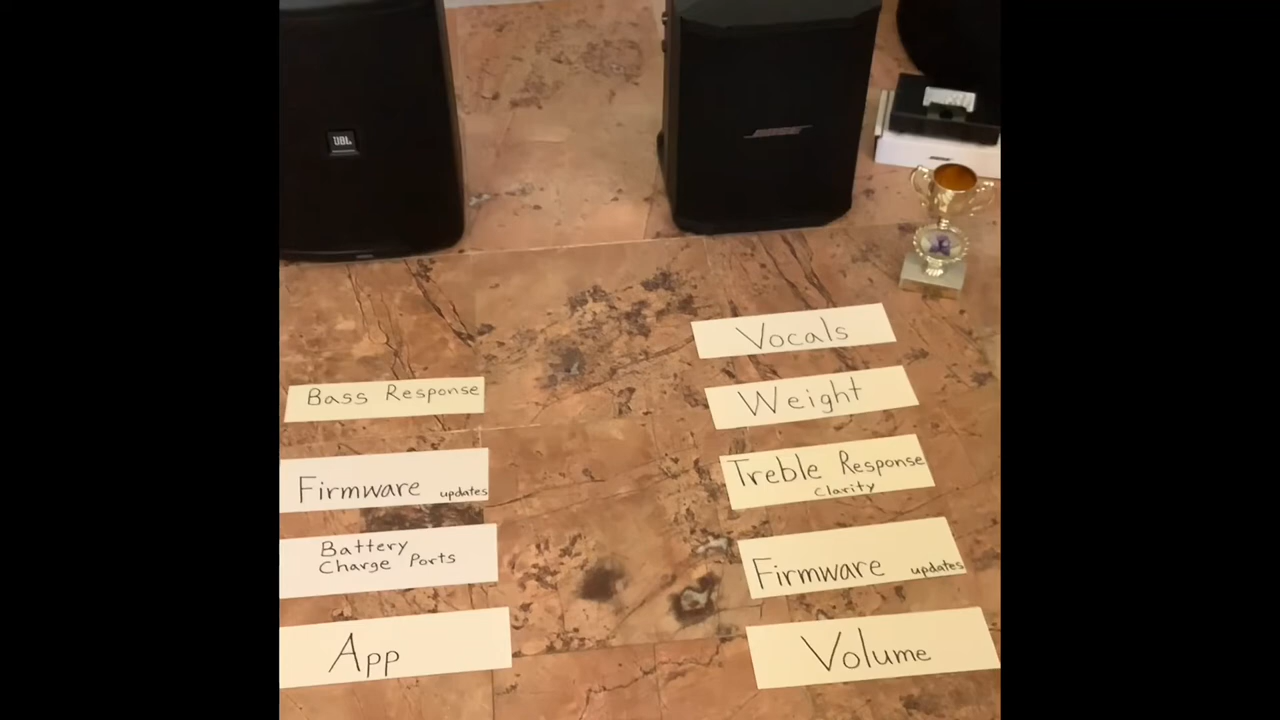 JBL
BOSE
Bass Response
Firmware updates
Battery
Charge Ports
App
Vocals
Weight
Treble Response
Clarity
Firmware updates
Volume